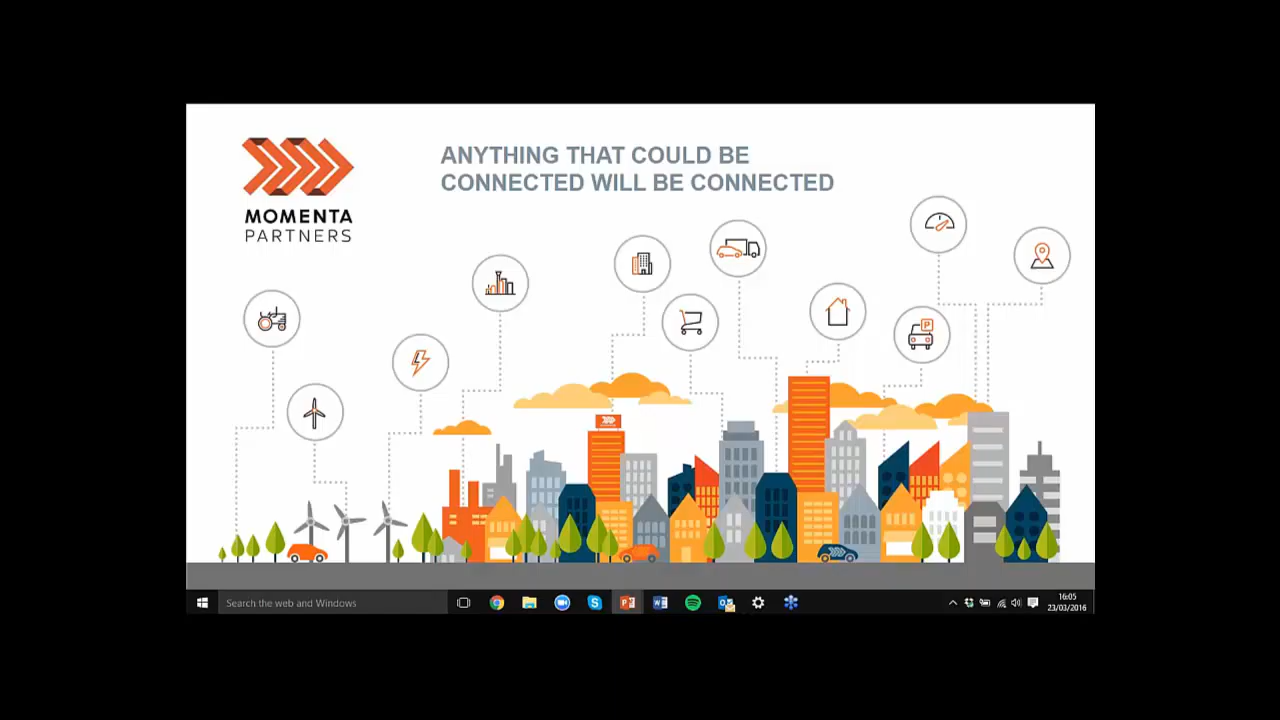 MOMENTA
PARTNERS
ANYTHING THAT COULD BE
CONNECTED WILL BE CONNECTED
P
Search the web and Windows
16:05
23/03/2016